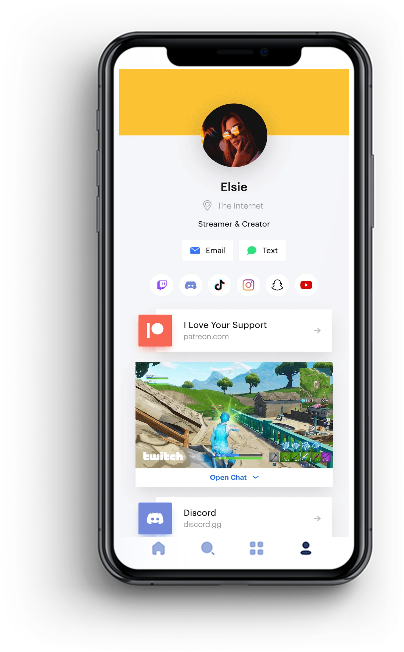 Elsie
The Internet
Streamer & Creator
Email
Text
I Love Your Support
patreon.com
twitch
Open Chat
Discord
discord.gg